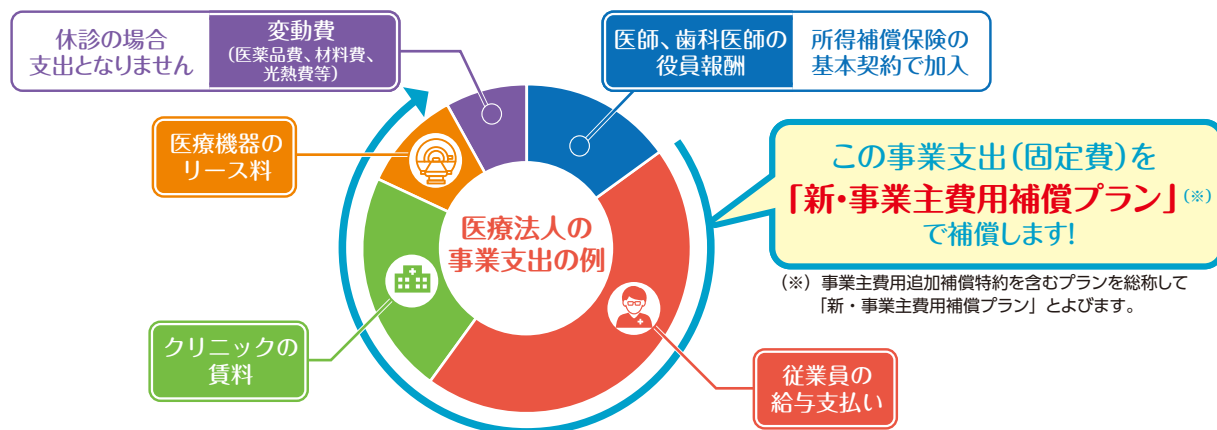 休診の場合
支出となりません
変動費
（医薬品費、材料費、
光熱費等）
医師、歯科医師の
役員報酬
所得補償保険の
基本契約で加入
医療機器の
リース料
この事業支出（固定費）を
「新・事業主費用補償プラン」（※）
で補償します！
医療法人の
事業支出の例
（※）事業主費用追加補償特約を含むプランを総称して
「新・事業主費用補償プラン」とよびます。
クリニックの
賃料
従業員の
給与支払い